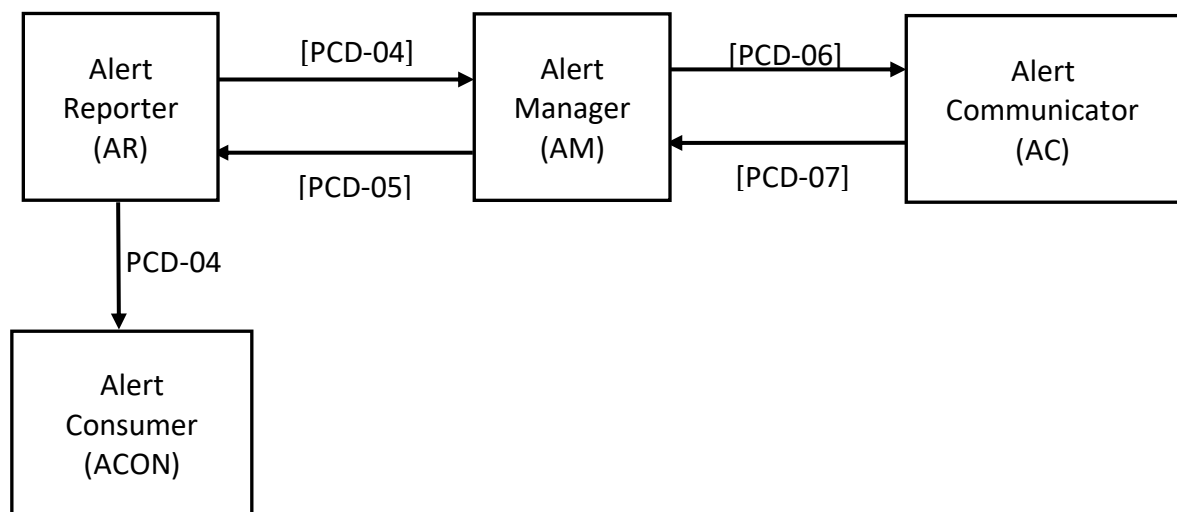 Alert
Reporter
(AR)
[PCD-04]
Alert
Manager
(AM)
[PCD-06]
Alert
Communicator
(AC)
[PCD-05]
[PCD-07]
PCD-04
Alert
Consumer
(ACON)